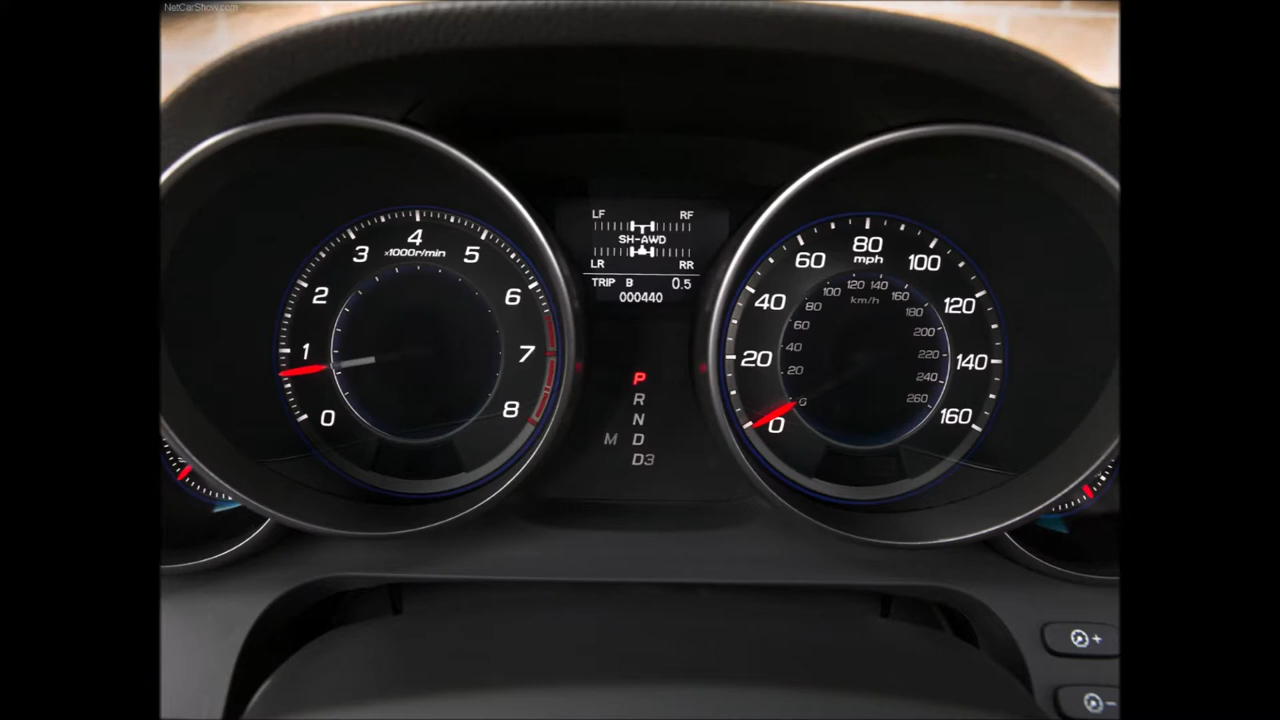 NetCarShow.com
0 1 2 3 4 5 6 7 8
x1000r/min
LF RF
SH-AWD
LR RR
TRIP B 0.5
000440
P
R
N
M D
D3
0 20 40 60 80 100 120 140 160
mph
0 20 40 60 80 100 120 140 160 180 200 220 240 260
km/h
+
−